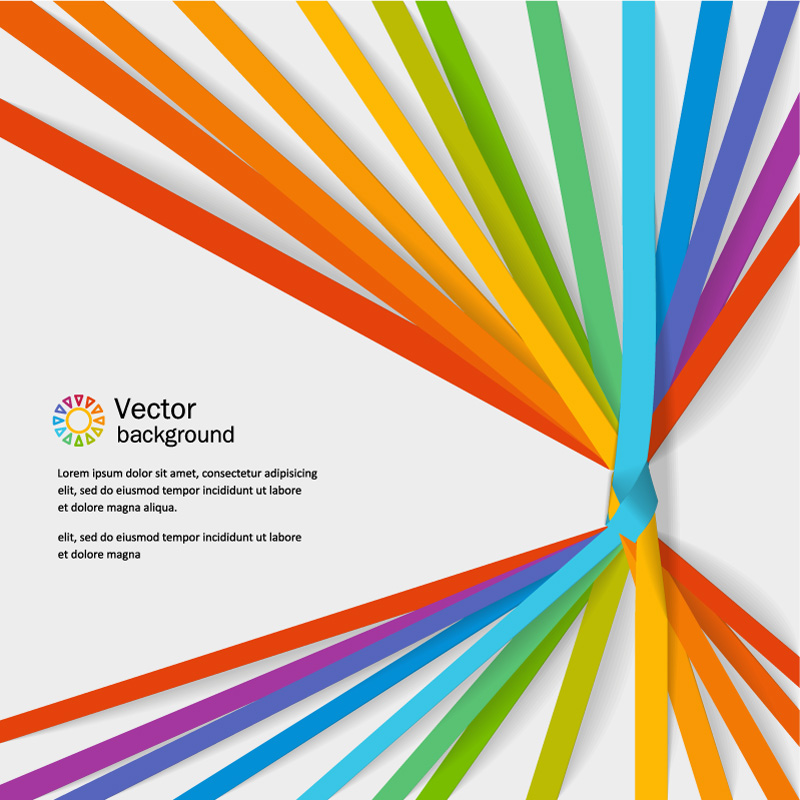 Vector
background
Lorem ipsum dolor sit amet, consectetur adipisicing
elit, sed do eiusmod tempor incididunt ut labore
et dolore magna aliqua.
elit, sed do eiusmod tempor incididunt ut labore
et dolore magna